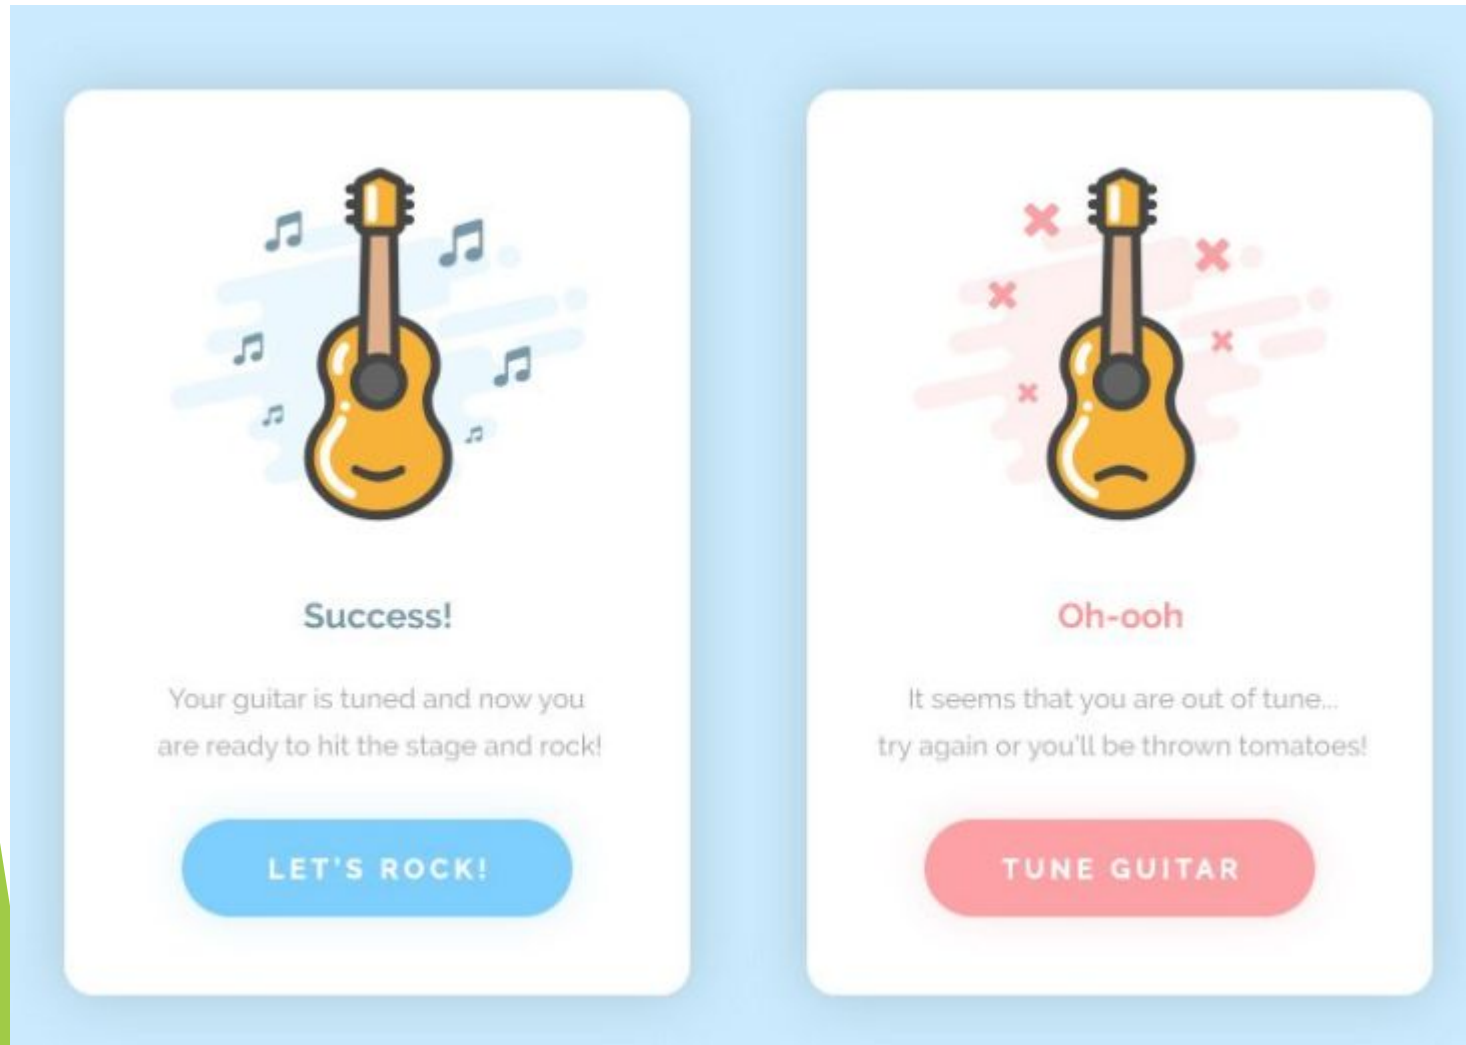 Success!
Your guitar is tuned and now you
are ready to hit the stage and rock!
LET'S ROCK!
Oh-ooh
It seems that you are out of tune...
try again or you'll be thrown tomatoes!
TUNE GUITAR